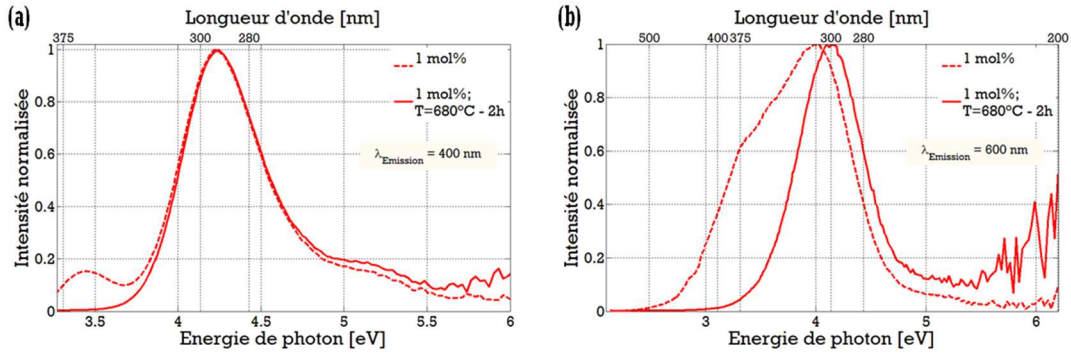 (a)
Longueur d'onde [nm]
375 300 280
1
0.8
0.6
0.4
0.2
0
Intensité normalisée
1 mol%
1 mol%;
T=680°C - 2h
λEmission = 400 nm
3.5 4 4.5 5 5.5 6
Energie de photon [eV]
(b)
Longueur d'onde [nm]
500 400 375 300 280 200
1
0.8
0.6
0.4
0.2
0
Intensité normalisée
1 mol%
1 mol%;
T=680°C - 2h
λEmission = 600 nm
3 4 5 6
Energie de photon [eV]